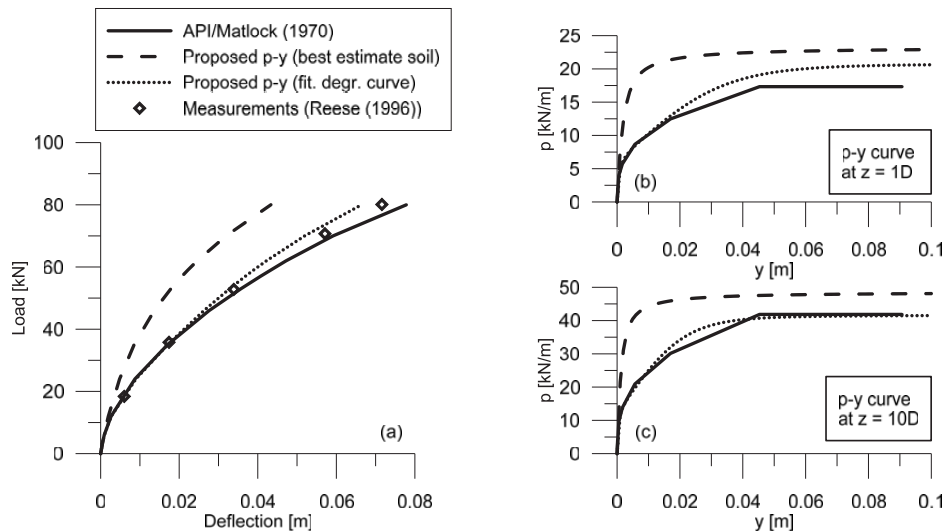 API/Matlock (1970)
Proposed p-y (best estimate soil)
Proposed p-y (fit. degr. curve)
Measurements (Reese (1996))
100
80
60
40
20
0
Load [kN]
0
0.02
0.04
0.06
0.08
Deflection [m]
(a)
25
20
15
10
5
0
p [kN/m]
(b)
p-y curve
at z = 1D
0
0.02
0.04
0.06
0.08
0.1
y [m]
50
40
30
20
10
0
p [kN/m]
(c)
p-y curve
at z = 10D
0
0.02
0.04
0.06
0.08
0.1
y [m]